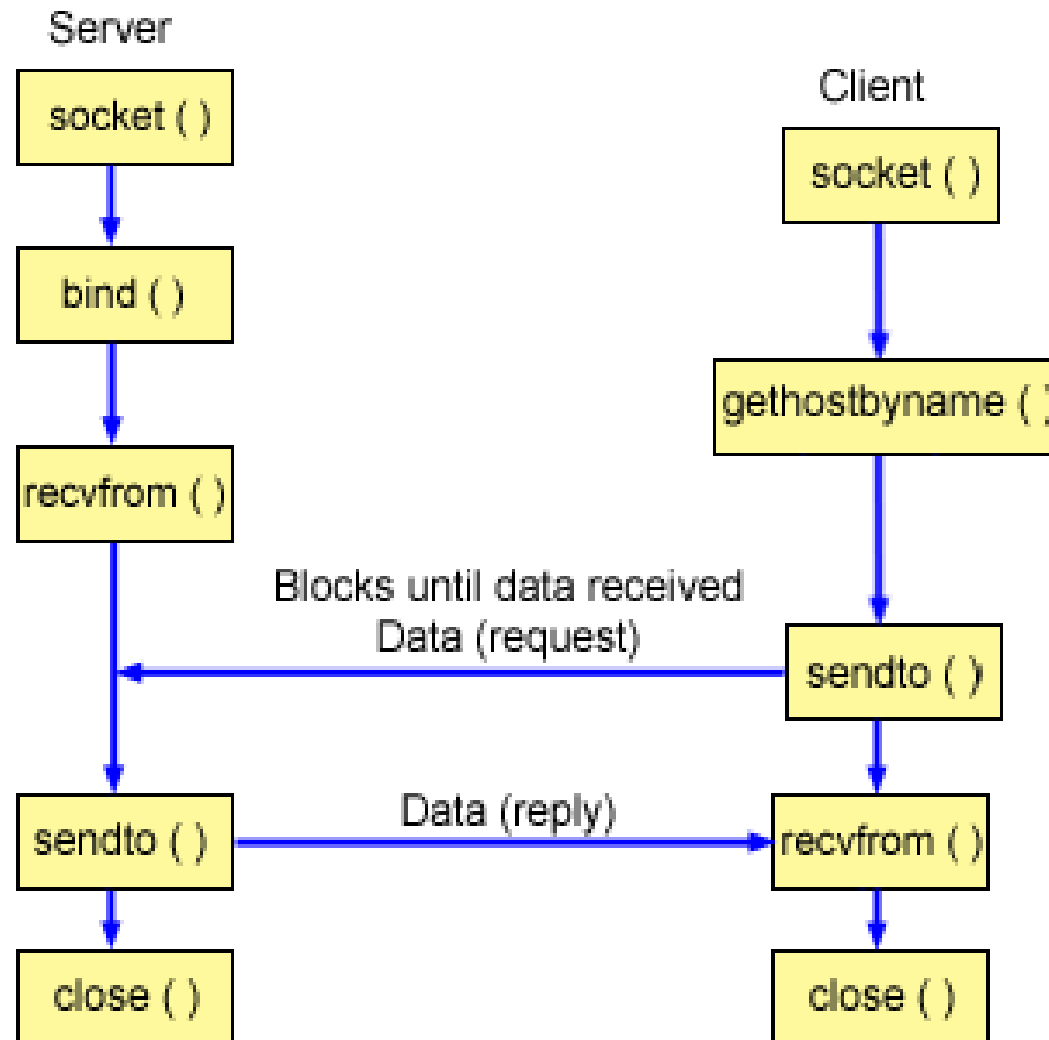 Server
socket ( )
bind ( )
recvfrom ( )
sendto ( )
close ( )
Client
socket ( )
gethostbyname ( )
Blocks until data received
Data (request)
sendto ( )
Data (reply)
recvfrom ( )
close ( )